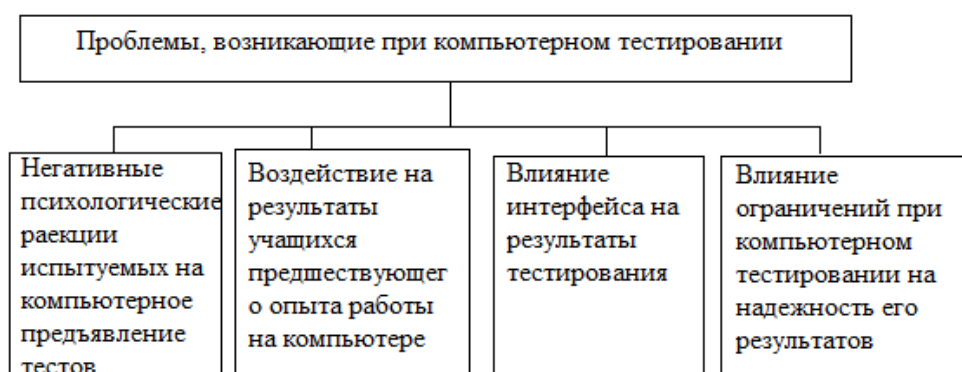 Проблемы, возникающие при компьютерном тестировании
Негативные
психологические
раекции
испытуемых на
компьютерное
предъявление
тестов
Воздействие на
результаты
учащихся
предшествующег
о опыта работы
на компьютере
Влияние
интерфейса на
результаты
тестирования
Влияние
ограничений при
компьютерном
тестировании на
надежность его
результатов